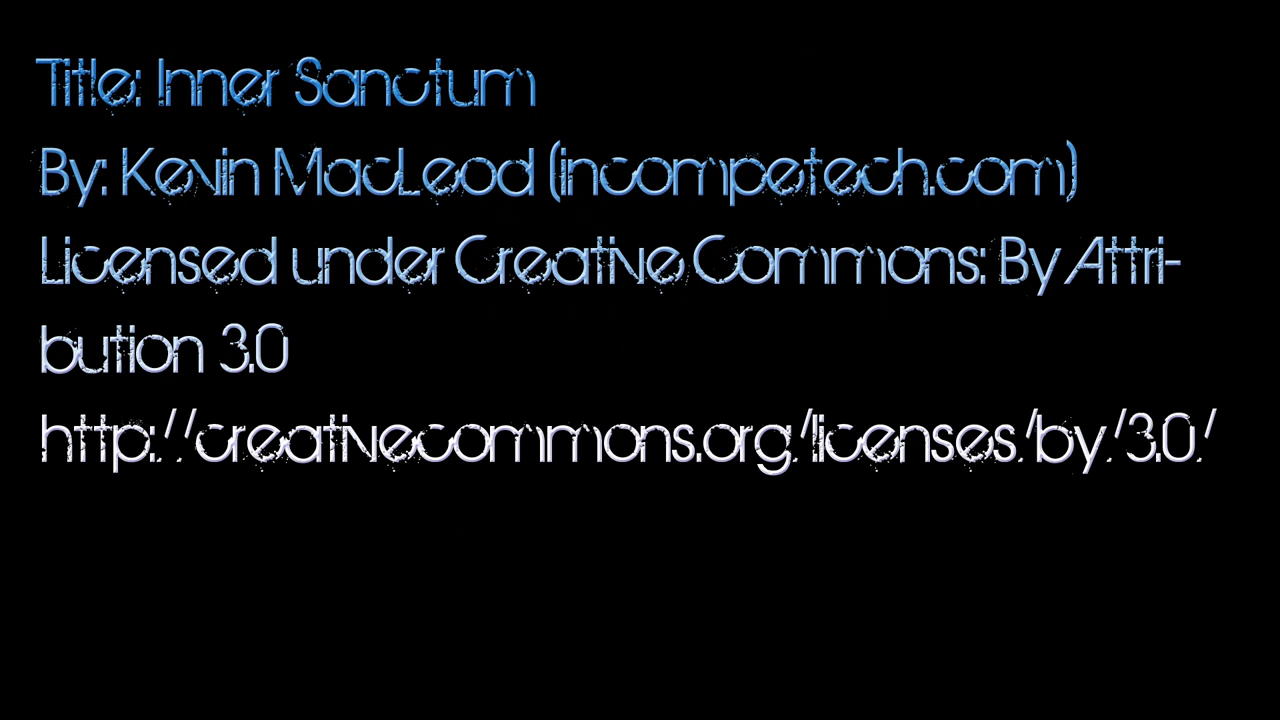 Title: Inner Sanctum
By: Kevin MacLeod (incompetech.com)
Licensed under Creative Commons: By Attri-
bution 3.0
http://creativecommons.org/licenses/by/3.0/